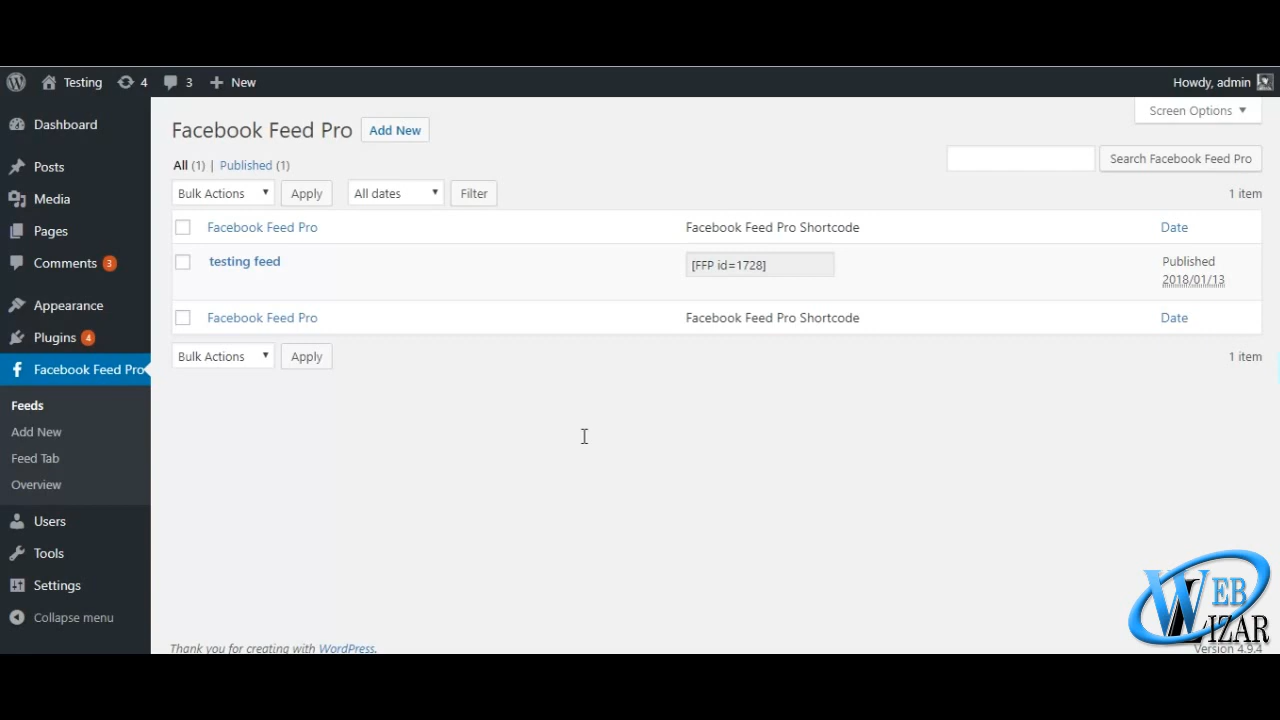 Testing 4 3 New Howdy, admin
Screen Options
Dashboard
Posts
Media
Pages
Comments 3
Appearance
Plugins 4
Facebook Feed Pro
Feeds
Add New
Feed Tab
Overview
Users
Tools
Settings
Collapse menu
Facebook Feed Pro Add New
All (1) | Published (1)
Search Facebook Feed Pro
Bulk Actions Apply All dates Filter 1 item
Facebook Feed Pro Facebook Feed Pro Shortcode Date
testing feed [FFP id=1728] Published
2018/01/13
Facebook Feed Pro Facebook Feed Pro Shortcode Date
Bulk Actions Apply 1 item
Thank you for creating with WordPress.
WEB
WIZAR
Version 4.9.4